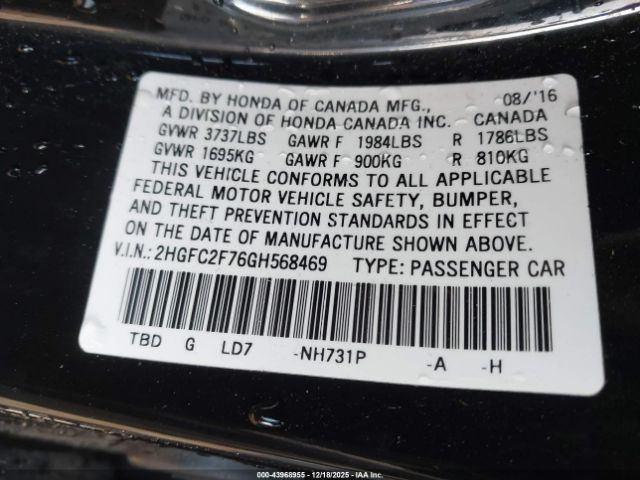 MFD. BY HONDA OF CANADA MFG., 08/'16
A DIVISION OF HONDA CANADA INC. CANADA
GVWR 3737LBS GAWR F 1984LBS R 1786LBS
GVWR 1695KG GAWR F 900KG R 810KG
THIS VEHICLE CONFORMS TO ALL APPLICABLE
FEDERAL MOTOR VEHICLE SAFETY, BUMPER,
AND THEFT PREVENTION STANDARDS IN EFFECT
ON THE DATE OF MANUFACTURE SHOWN ABOVE.
V.I.N.: 2HGFC2F76GH568469 TYPE: PASSENGER CAR
TBD G LD7 -NH731P -A -H
000-43968955 - 12/18/2025 - IAA Inc.